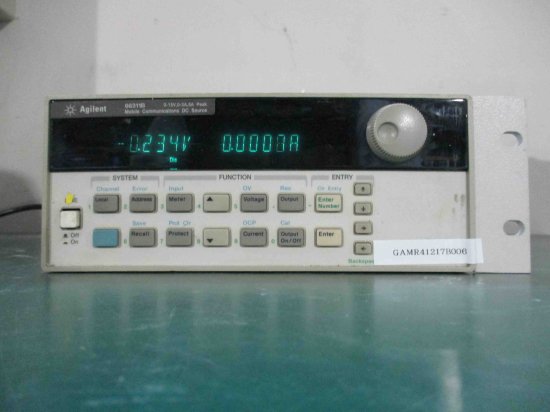 Agilent 66311B 0-15V,0-3A,5A Peak
Mobile Communications DC Source
-0.234V 0.0000A
Dis
SYSTEM FUNCTION ENTRY
Channel Error Input OV Res Clr Entry
Local Address Meter Voltage Output Enter Number
Save Prot Clr OCP Cal
Recall Protect Current Output On/Off Enter
Off
On
Backspace
GAMR41217B006